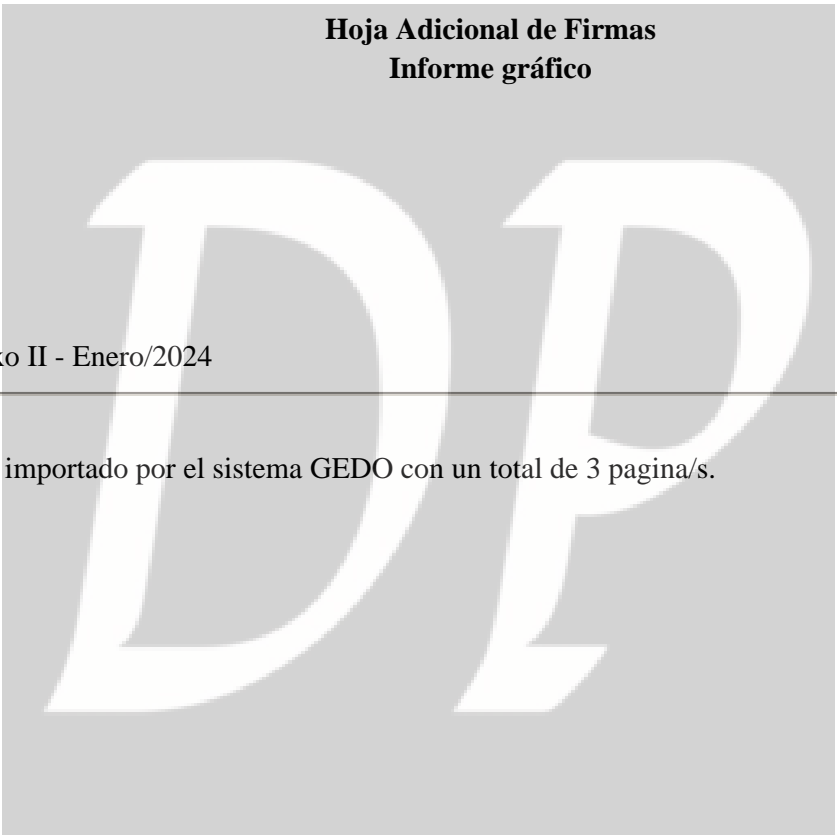 Hoja Adicional de Firmas
Informe gráfico
DP
II - Enero/2024
importado por el sistema GEDO con un total de 3 pagina/s.